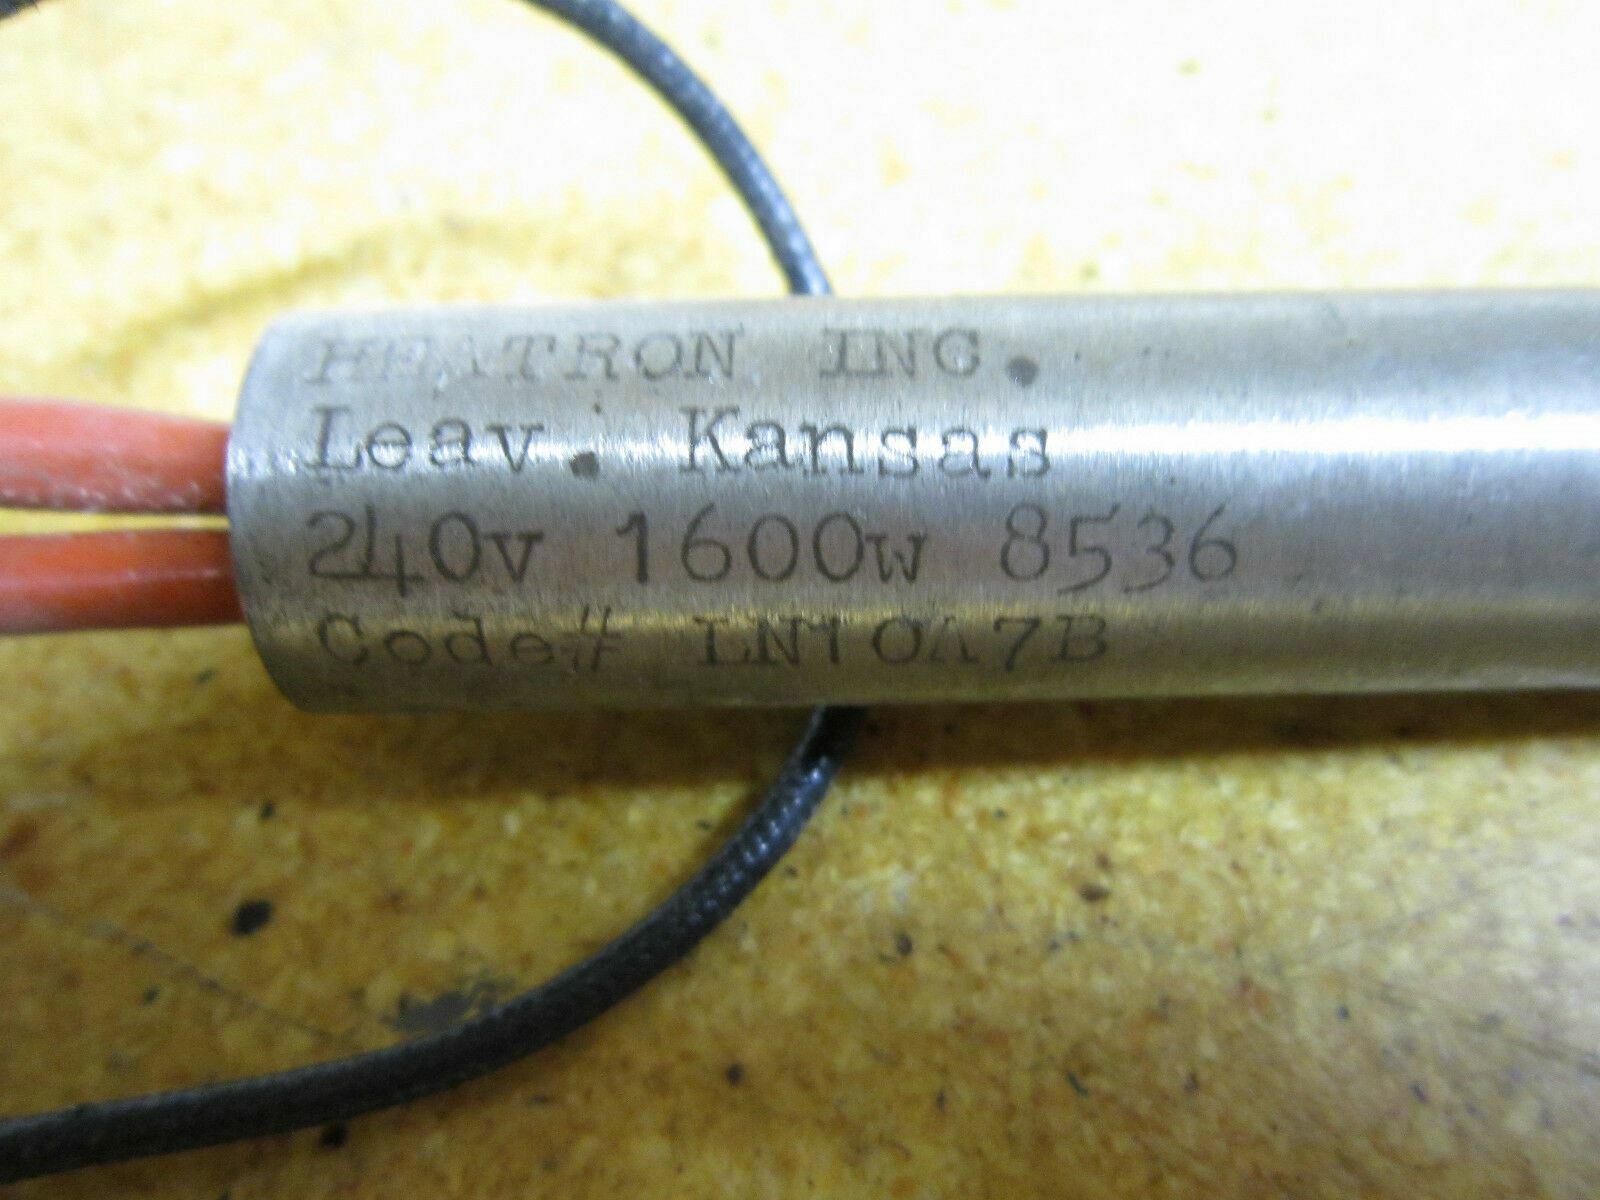 HEATRON INC.
Leav. Kansas
240v 1600w 8536
Code# LN10A7B